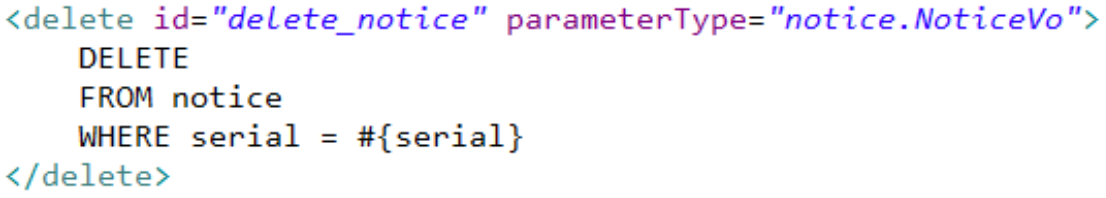 <delete id="delete_notice" parameterType="notice.NoticeVo">
    DELETE
    FROM notice
    WHERE serial = #{serial}
</delete>